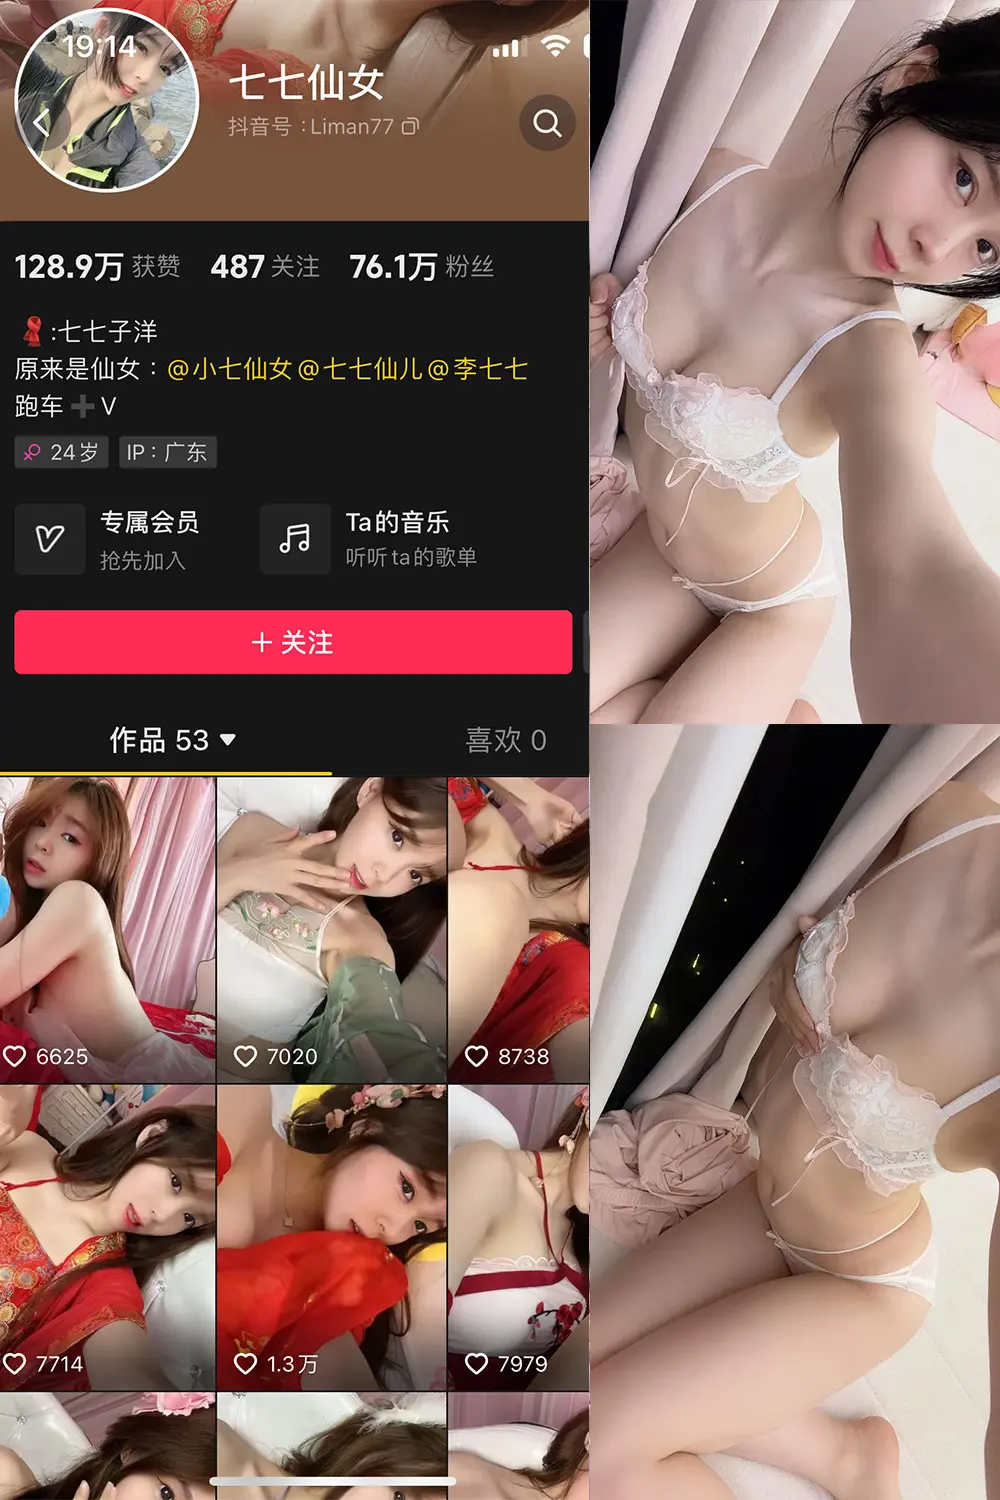 19:14
七七仙女
抖音号：Liman77
128.9万 获赞 487 关注 76.1万 粉丝
:七七子洋
原来是仙女：@小七仙女@七七仙儿@李七七
跑车➕V
24岁 IP：广东
专属会员 Ta的音乐
抢先加入 听听ta的歌单
＋关注
作品 53 喜欢 0
6625 7020 8738
7714 1.3万 7979